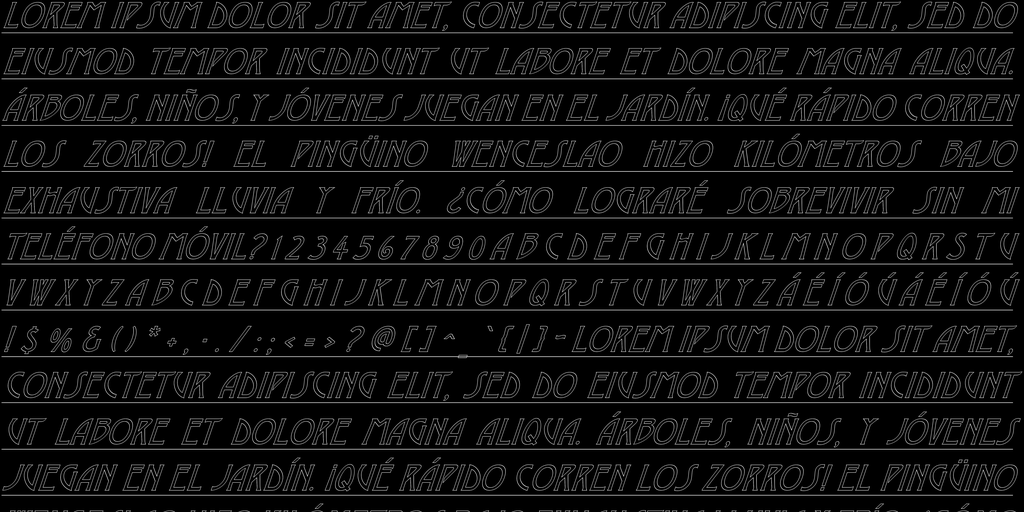 LOREM IPSUM DOLOR SIT AMET, CONSECTETUR ADIPISCING ELIT, SED DO
EIUSMOD TEMPOR INCIDIDUNT UT LABORE ET DOLORE MAGNA ALIQUA.
ÁRBOLES, NIÑOS, Y JÓVENES JUEGAN EN EL JARDÍN. ¡QUÉ RÁPIDO CORREN
LOS ZORROS! EL PINGÜINO WENCESLAO HIZO KILÓMETROS BAJO
EXHAUSTIVA LLUVIA Y FRÍO. ¿CÓMO LOGRARÉ SOBREVIVIR SIN MI
TELÉFONO MÓVIL? 1 2 3 4 5 6 7 8 9 0 A B C D E F G H I J K L M N O P Q R S T U
V W X Y Z A B C D E F G H I J K L M N O P Q R S T U V W X Y Z Á É Í Ó Ú Á É Í Ó Ú
! $ % & ( ) * + , - . / : ; < = > ? @ [ ] ^ _ ` { | } ~ LOREM IPSUM DOLOR SIT AMET,
CONSECTETUR ADIPISCING ELIT, SED DO EIUSMOD TEMPOR INCIDIDUNT
UT LABORE ET DOLORE MAGNA ALIQUA. ÁRBOLES, NIÑOS, Y JÓVENES
JUEGAN EN EL JARDÍN. ¡QUÉ RÁPIDO CORREN LOS ZORROS! EL PINGÜINO